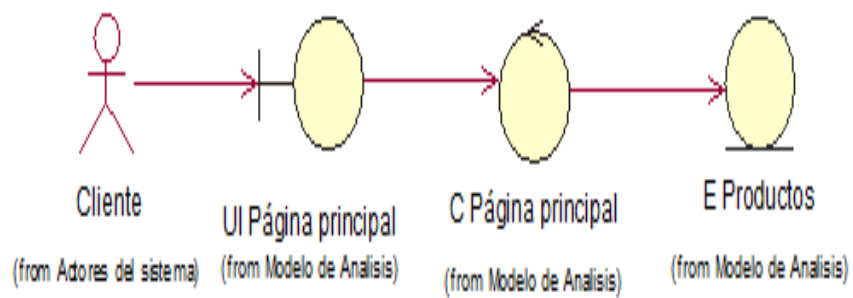 Cliente
(from Actores del sistema)
UI Página principal
(from Modelo de Analisis)
C Página principal
(from Modelo de Analisis)
E Productos
(from Modelo de Analisis)